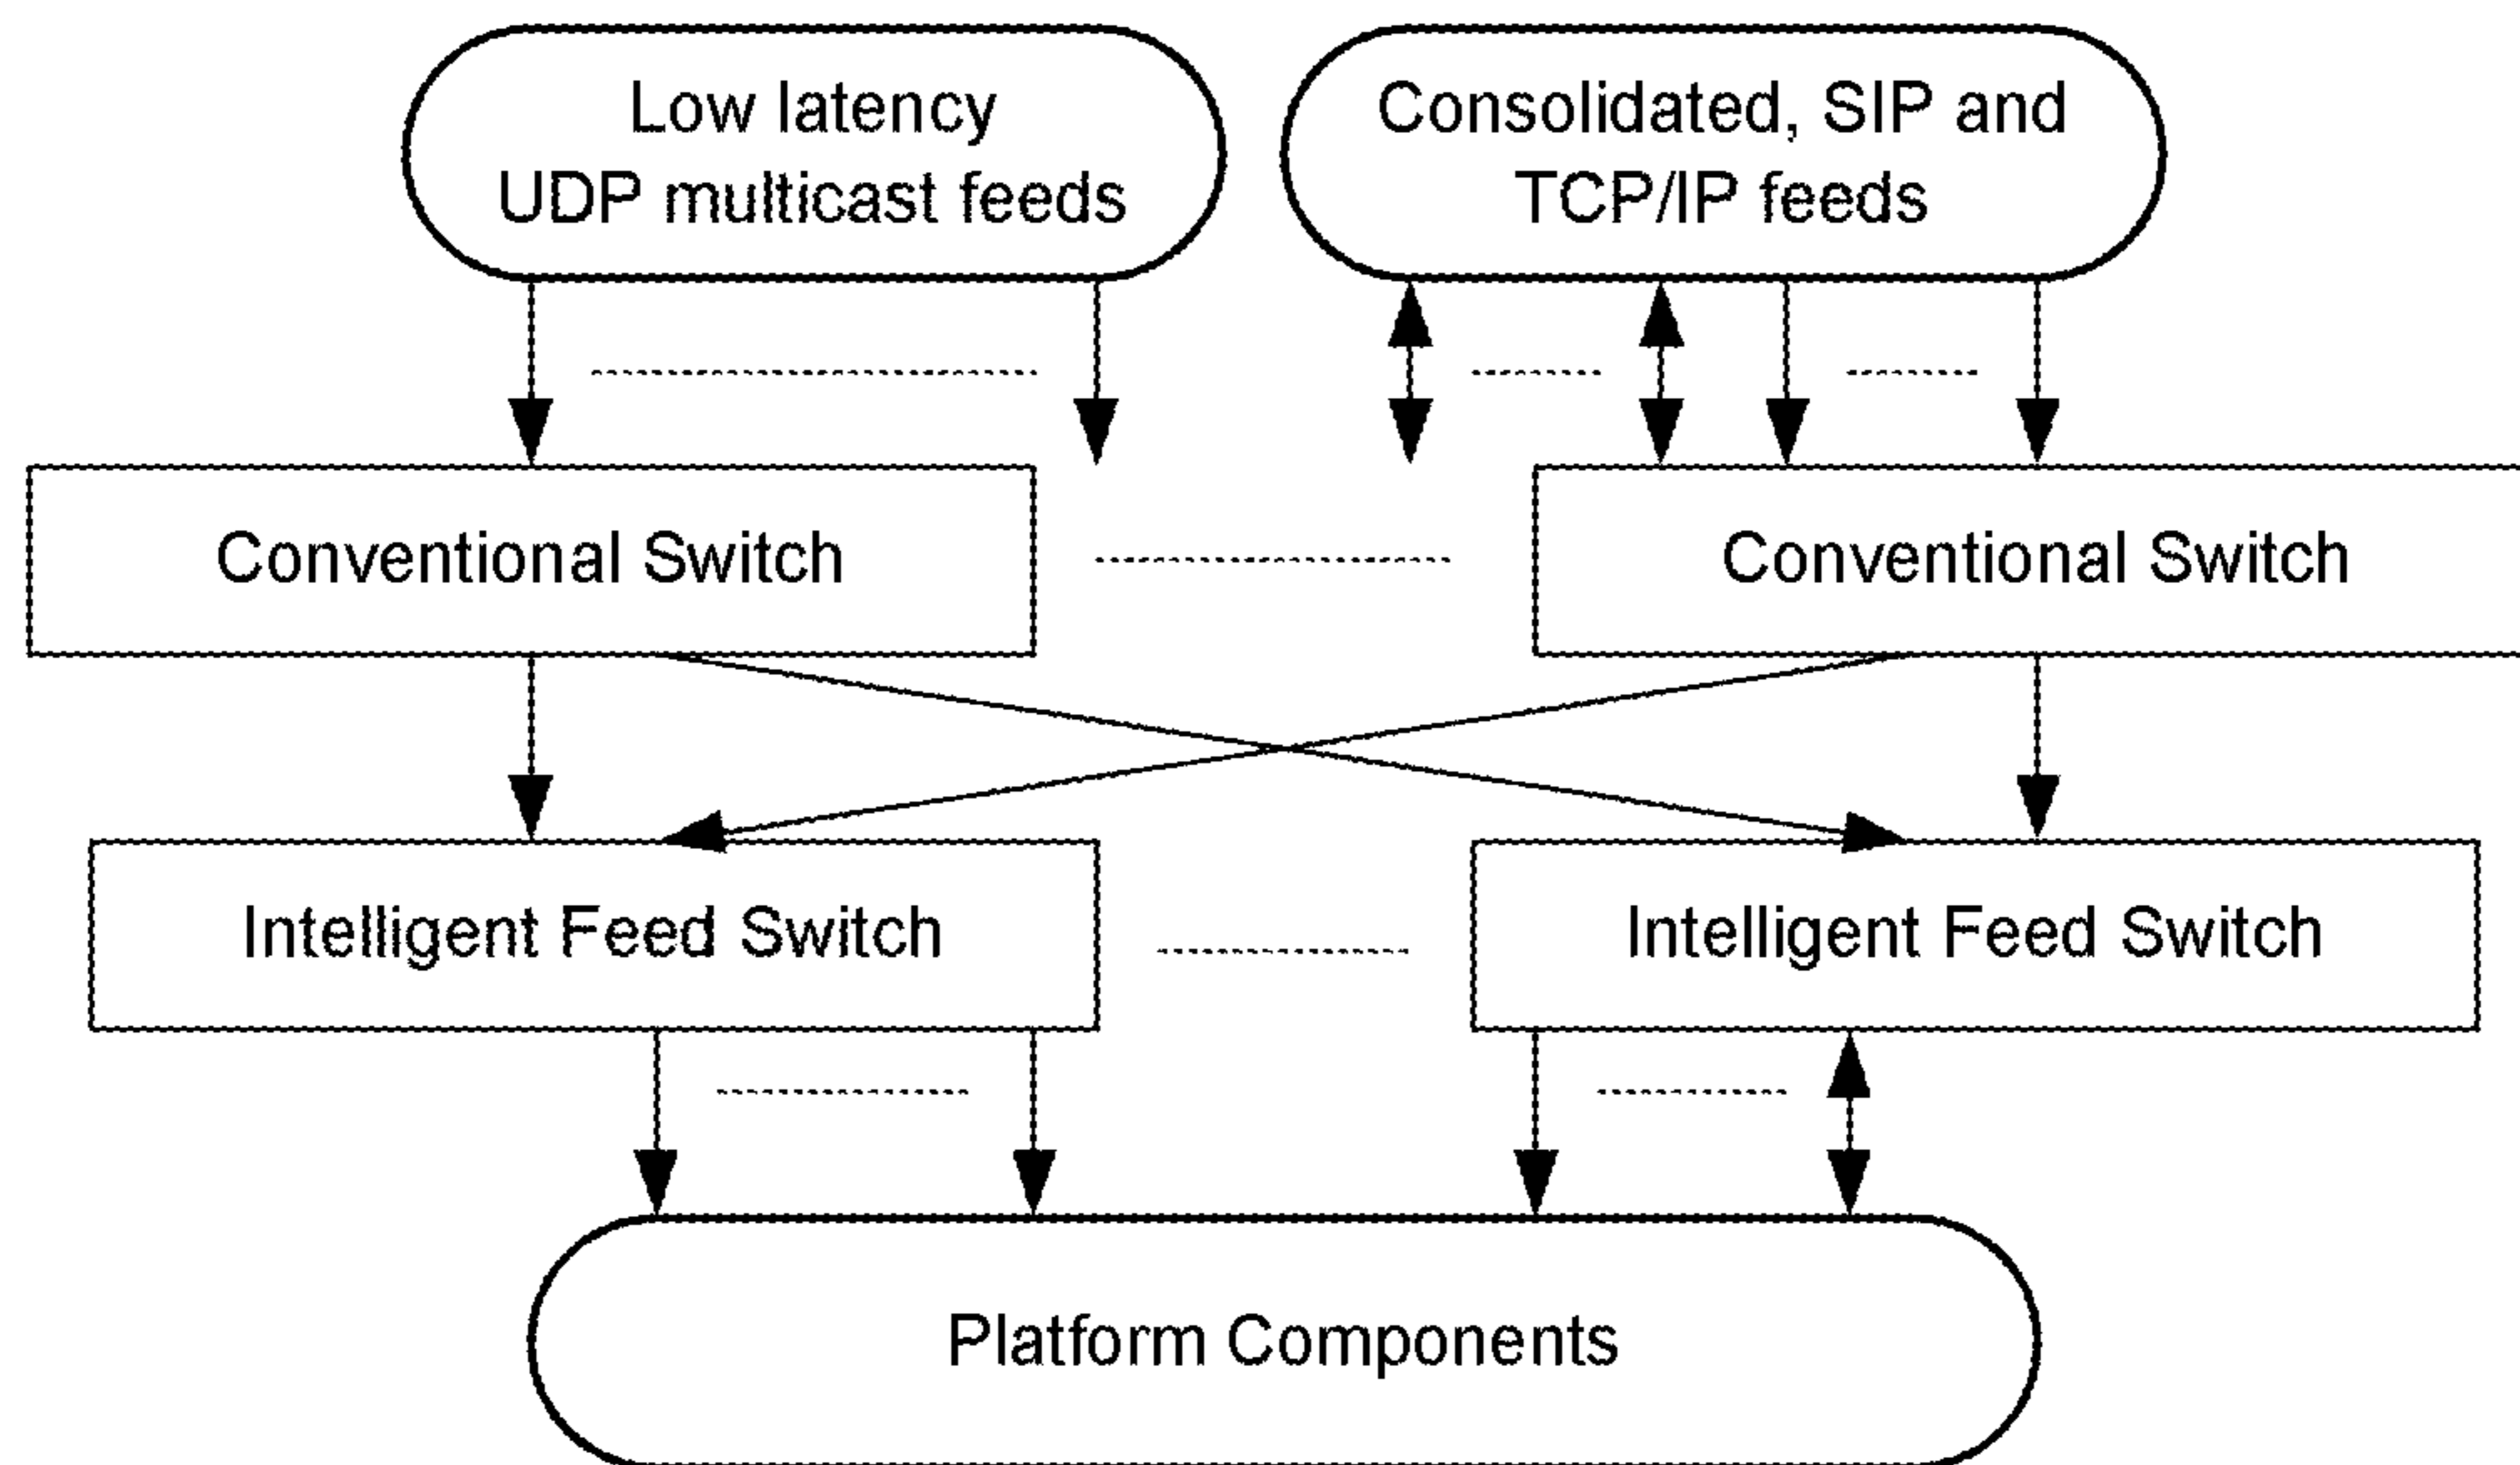 Low latency
UDP multicast feeds
Consolidated, SIP and
TCP/IP feeds
Conventional Switch
Conventional Switch
Intelligent Feed Switch
Intelligent Feed Switch
Platform Components